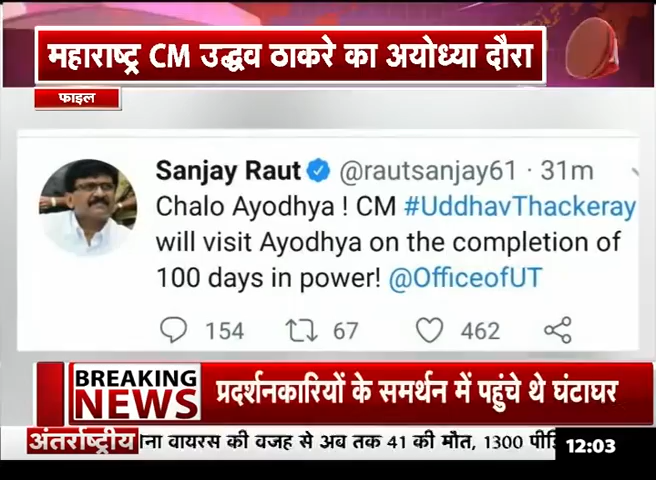 महाराष्ट्र CM उद्धव ठाकरे का अयोध्या दौरा
फाइल
Sanjay Raut @rautsanjay61 · 31m
Chalo Ayodhya ! CM #UddhavThackeray
will visit Ayodhya on the completion of
100 days in power! @OfficeofUT
154 67 462
BREAKING NEWS
प्रदर्शनकारियों के समर्थन में पहुंचे थे घंटाघर
अंतर्राष्ट्रीय वायरस की वजह से अब तक 41 की मौत, 1300 12:03